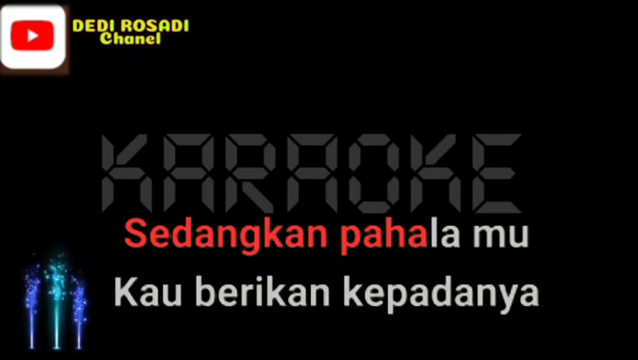 DEDI ROSADI
Chanel
KARAOKE
Sedangkan pahala mu
Kau berikan kepadanya